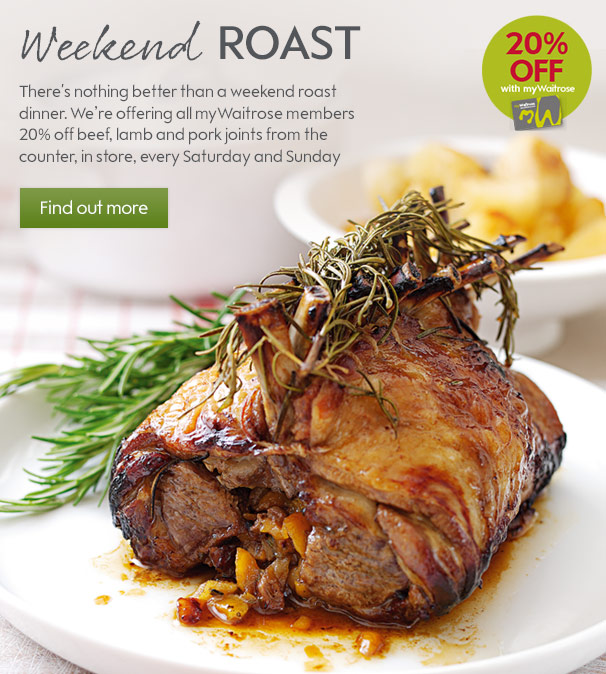 Weekend ROAST
There's nothing better than a weekend roast
dinner. We're offering all myWaitrose members
20% off beef, lamb and pork joints from the
counter, in store, every Saturday and Sunday
Find out more
20%
OFF
with myWaitrose
mW